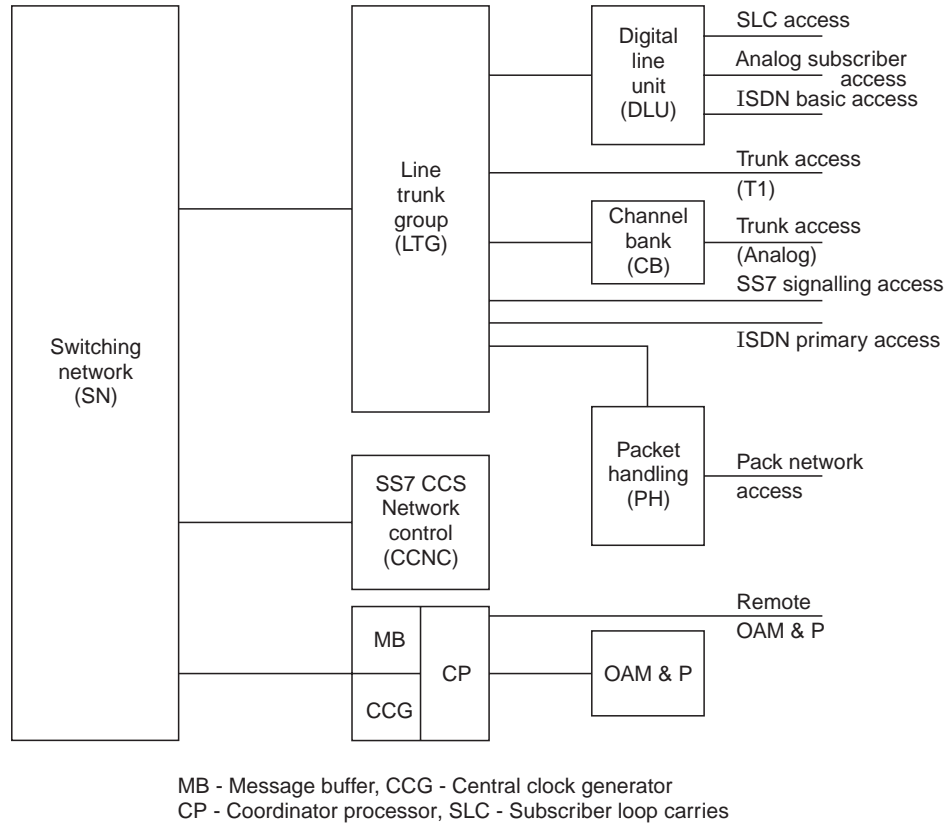 SLC access
Digital
line
unit
(DLU)
Analog subscriber
access
ISDN basic access
Line
trunk
group
(LTG)
Trunk access
(T1)
Channel
bank
(CB)
Trunk access
(Analog)
SS7 signalling access
ISDN primary access
Switching
network
(SN)
Packet
handling
(PH)
Pack network
access
SS7 CCS
Network
control
(CCNC)
Remote
OAM & P
MB
CP
CCG
OAM & P
MB - Message buffer, CCG - Central clock generator
CP - Coordinator processor, SLC - Subscriber loop carries